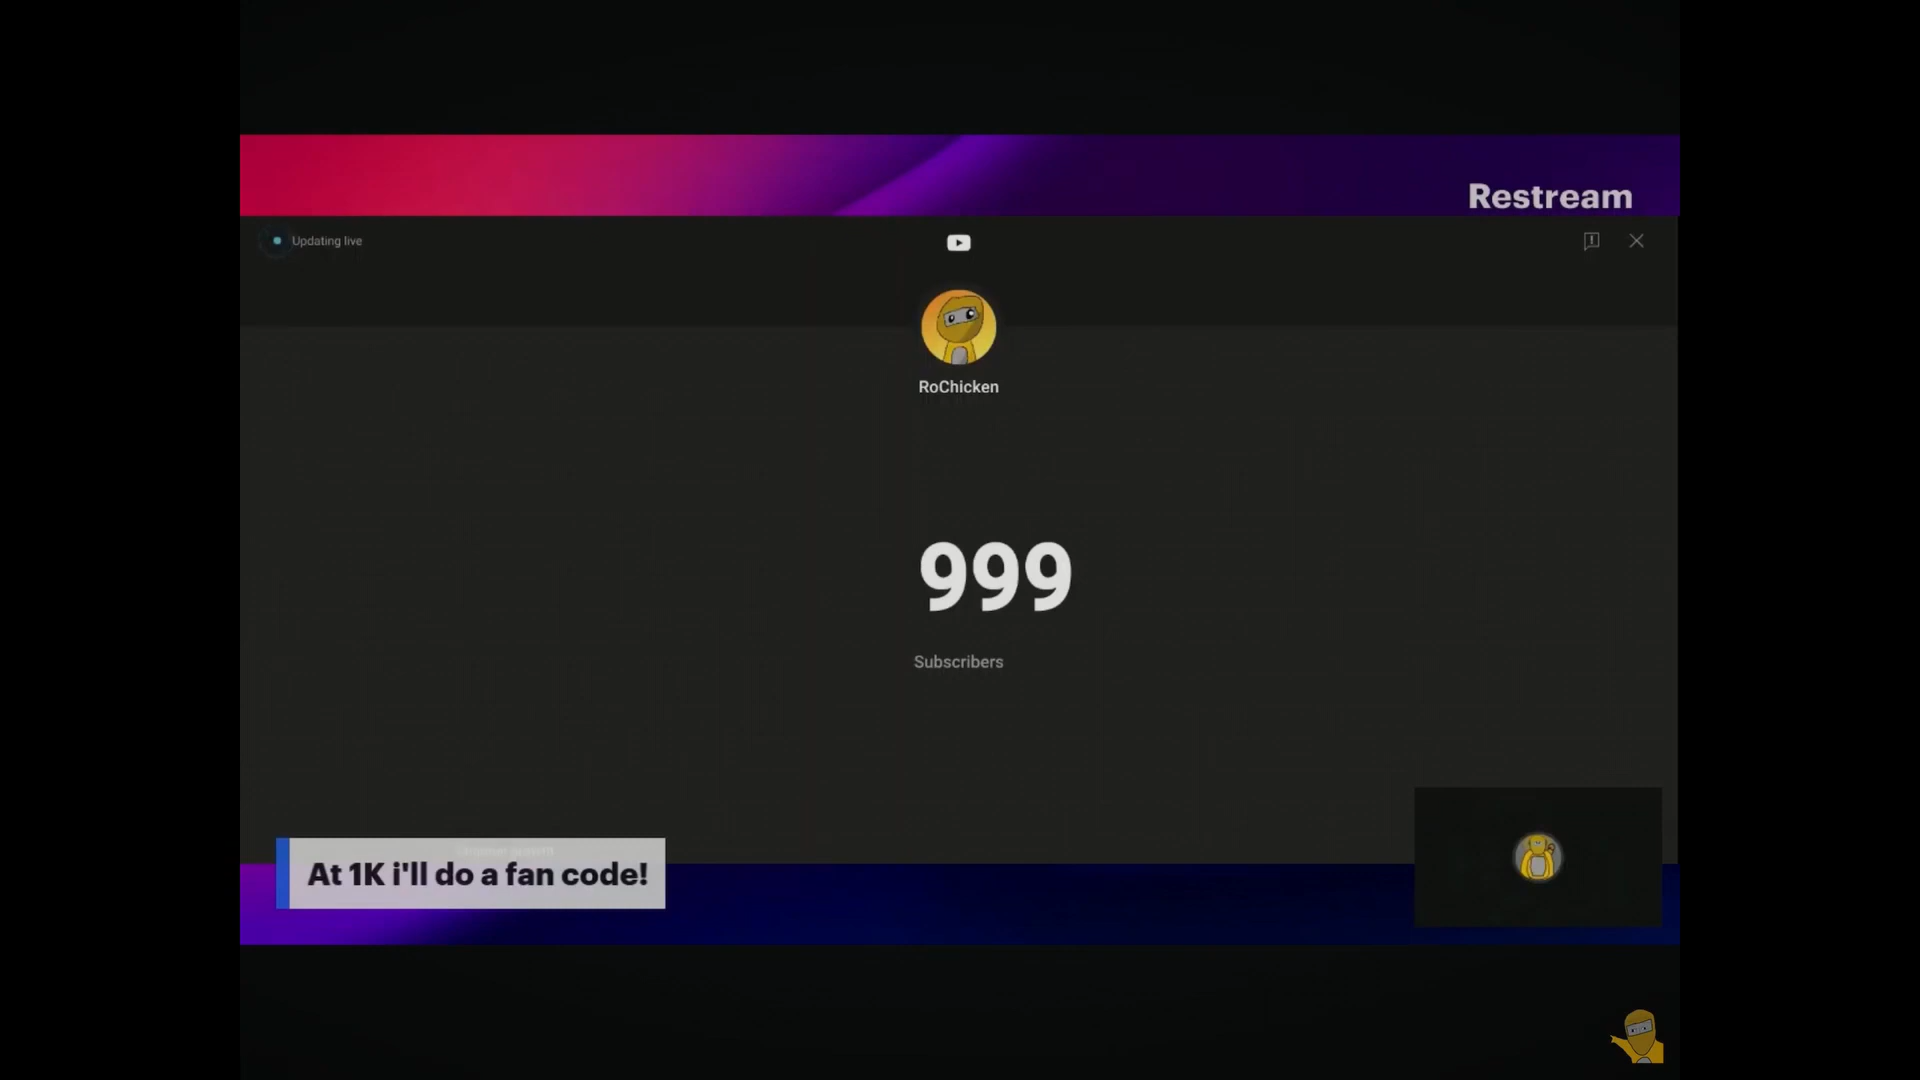 Restream
Updating live
RoChicken
999
Subscribers
At 1K i'll do a fan code!